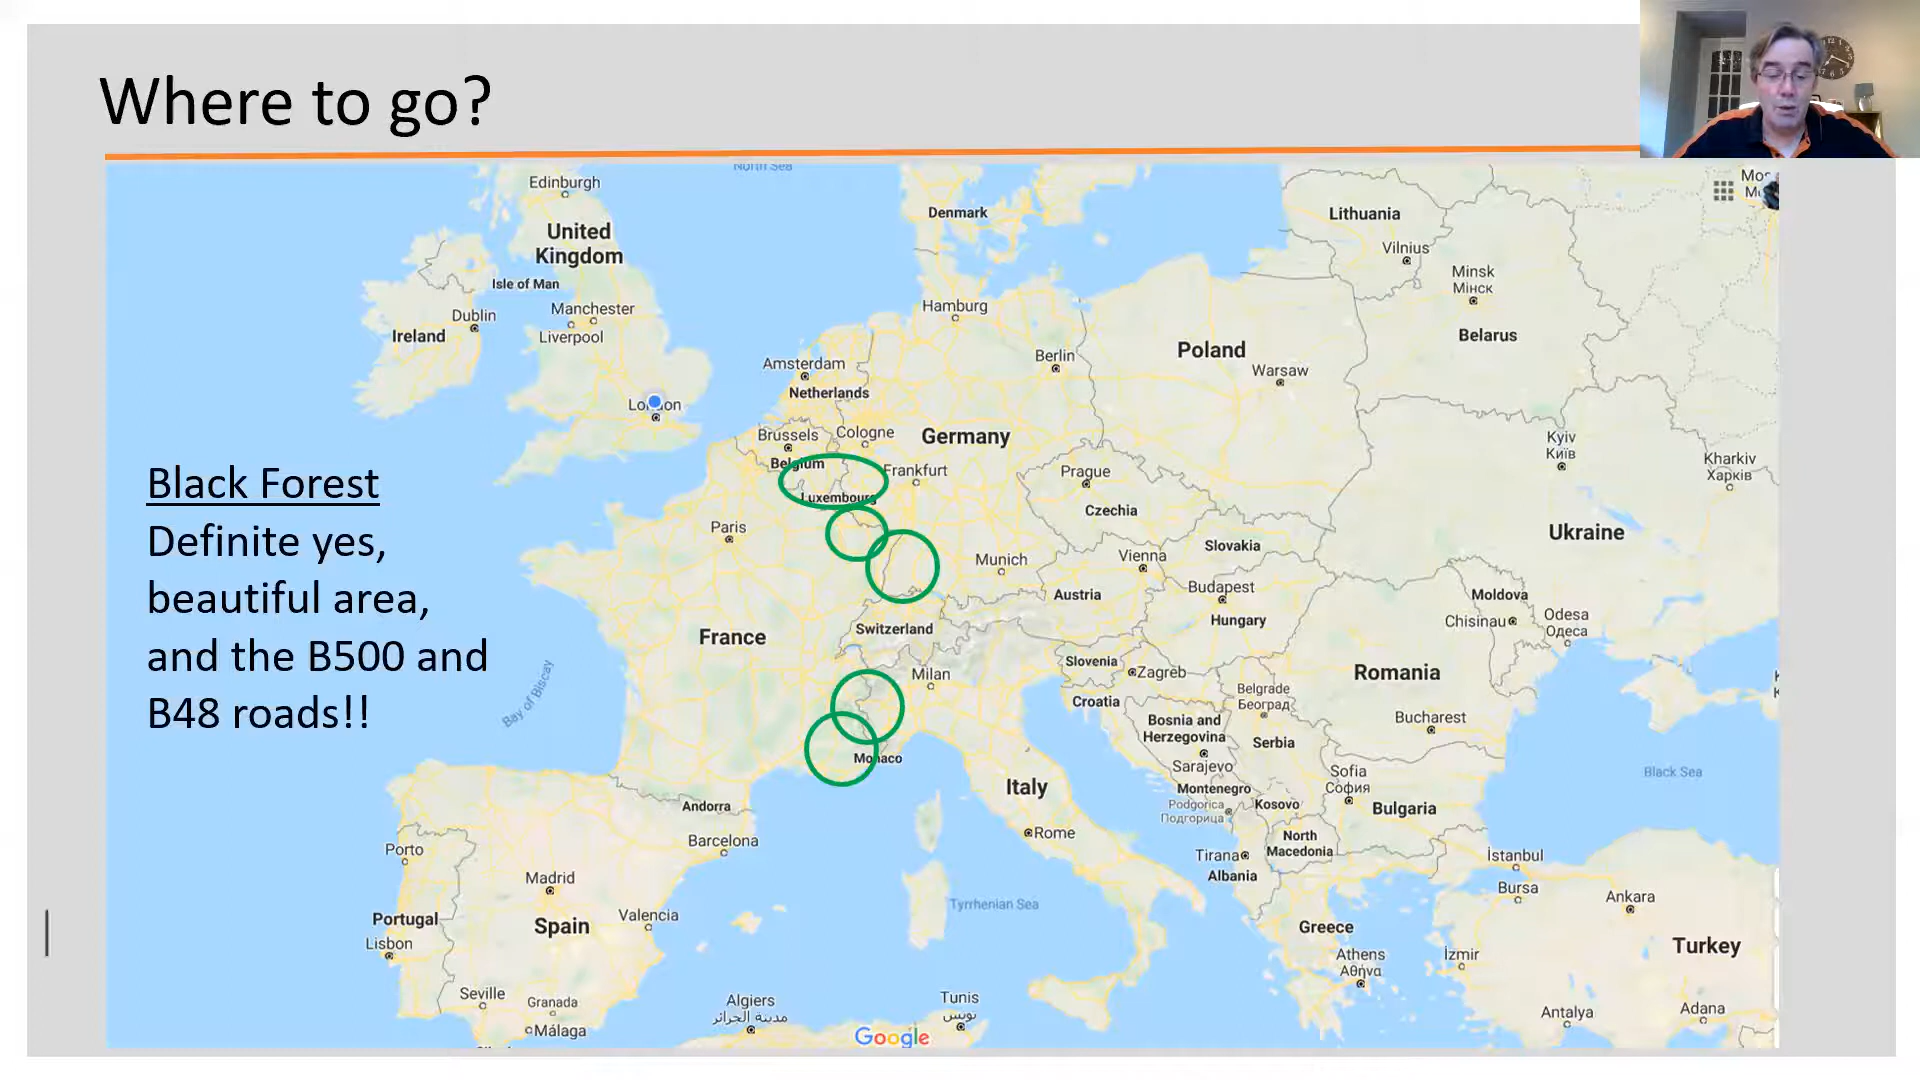 Where to go?
Black Forest
Definite yes,
beautiful area,
and the B500 and
B48 roads!!
North Sea
Edinburgh
United
Kingdom
Isle of Man
Manchester
Dublin
Ireland
Liverpool
London
Denmark
Hamburg
Amsterdam
Netherlands
Berlin
Brussels
Cologne
Germany
Belgium
Frankfurt
Luxembourg
Paris
Munich
Prague
Czechia
Poland
Warsaw
Lithuania
Vilnius
Minsk
Мінск
Belarus
Kyiv
Київ
Kharkiv
Харків
Ukraine
Slovakia
Vienna
Austria
Budapest
Hungary
Moldova
Chisinau
Odesa
Одеса
France
Switzerland
Milan
Slovenia
Zagreb
Croatia
Bosnia and
Herzegovina
Belgrade
Београд
Romania
Bucharest
Serbia
Sarajevo
Montenegro
Podgorica
Подгорица
Kosovo
Sofia
София
Bulgaria
Black Sea
Bay of Biscay
Monaco
Andorra
Italy
Rome
Barcelona
Porto
Madrid
Portugal
Spain
Valencia
Lisbon
Seville
Granada
Málaga
Tyrrhenian Sea
Tirana
Albania
North
Macedonia
Greece
Athens
Αθήνα
İstanbul
Bursa
Ankara
İzmir
Turkey
Antalya
Adana
Algiers
مدينة الجزائر
Tunis
تونس
Google